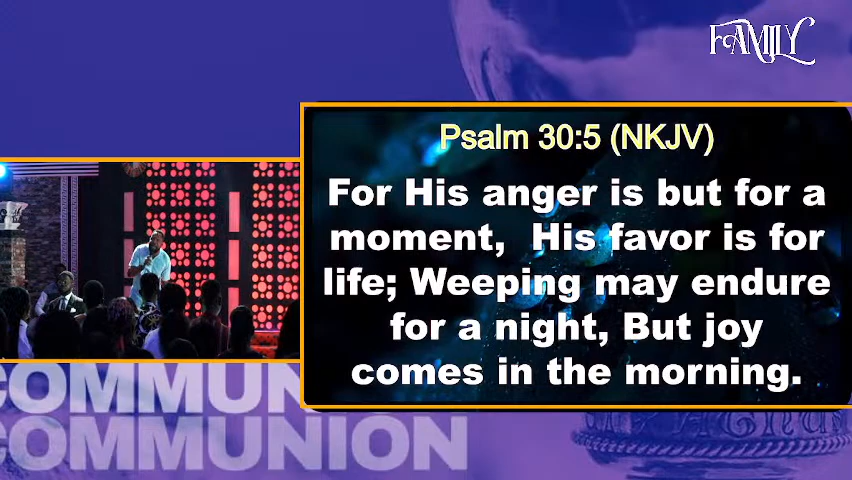 FAMILY
Psalm 30:5 (NKJV)
For His anger is but for a
moment, His favor is for
life; Weeping may endure
for a night, But joy
comes in the morning.
COMMUN
COMMUNION